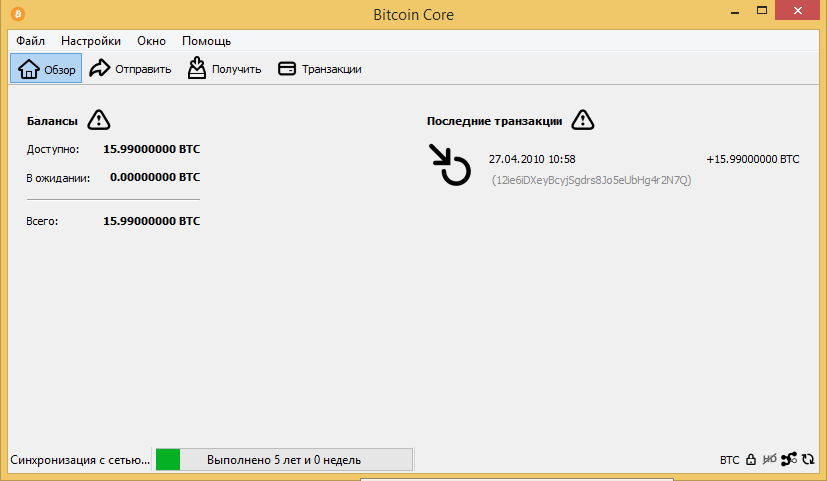 Bitcoin Core
Файл Настройки Окно Помощь
Обзор Отправить Получить Транзакции
Балансы
Доступно: 15.99000000 BTC
В ожидании: 0.00000000 BTC
Всего: 15.99000000 BTC
Последние транзакции
27.04.2010 10:58 +15.99000000 BTC
(12ie6iDXeyBcyjSgdrs8Jo5eUbHg4r2N7Q)
Синхронизация с сетью... Выполнено 5 лет и 0 недель BTC HD